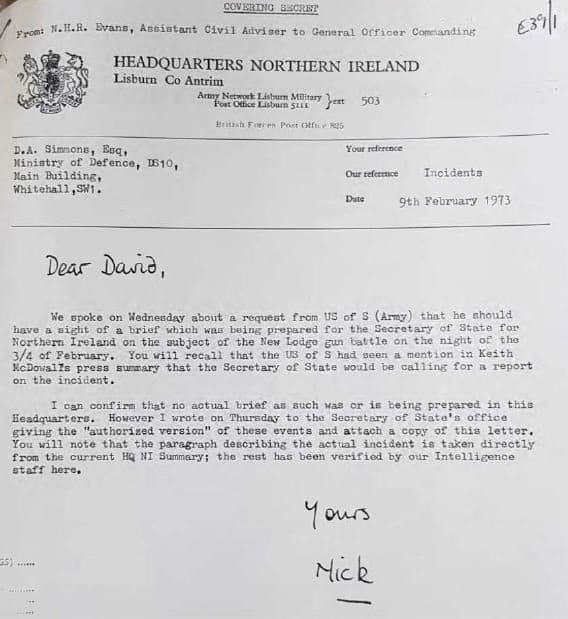 COVERING SECRET
From: N.H.R. Evans, Assistant Civil Adviser to General Officer Commanding
E39/1
HEADQUARTERS NORTHERN IRELAND
Lisburn Co Antrim
Army Network Lisburn Military
Post Office Lisburn 5111 } ext 503
British Forces Post Office 825
D.A. Simmons, Esq,
Ministry of Defence, DS10,
Main Building,
Whitehall,SW1.
Your reference
Our reference Incidents
Date 9th February 1973
Dear David,
We spoke on Wednesday about a request from US of S (Army) that he should
have a sight of a brief which was being prepared for the Secretary of State for
Northern Ireland on the subject of the New Lodge gun battle on the night of the
3/4 of February. You will recall that the US of S had seen a mention in Keith
McDowall's press summary that the Secretary of State would be calling for a report
on the incident.
I can confirm that no actual brief as such was or is being prepared in this
Headquarters. However I wrote on Thursday to the Secretary of State's office
giving the "authorized version" of these events and attach a copy of this letter.
You will note that the paragraph describing the actual incident is taken directly
from the current HQ NI Summary; the rest has been verified by our Intelligence
staff here.
Yours
Nick
GS) ......